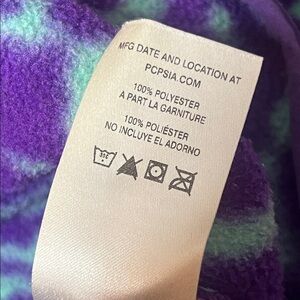 MFG DATE AND LOCATION AT
PCPSIA.COM
100% POLYESTER
A PART LA GARNITURE
100% POLIÉSTER
NO INCLUYE EL ADORNO